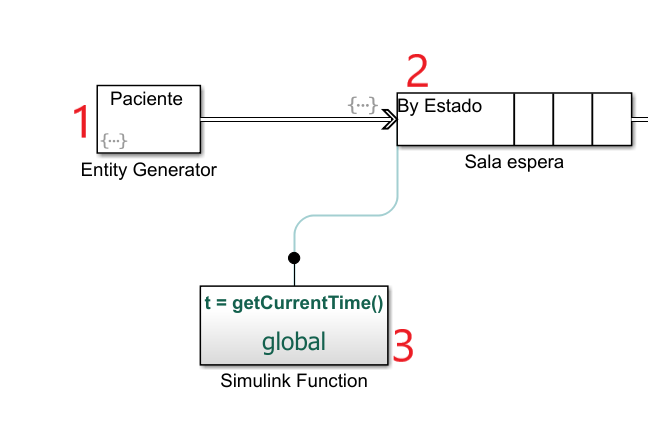 1
Paciente
{...}
Entity Generator
{...}
2
By Estado
Sala espera
t = getCurrentTime()
global
3
Simulink Function